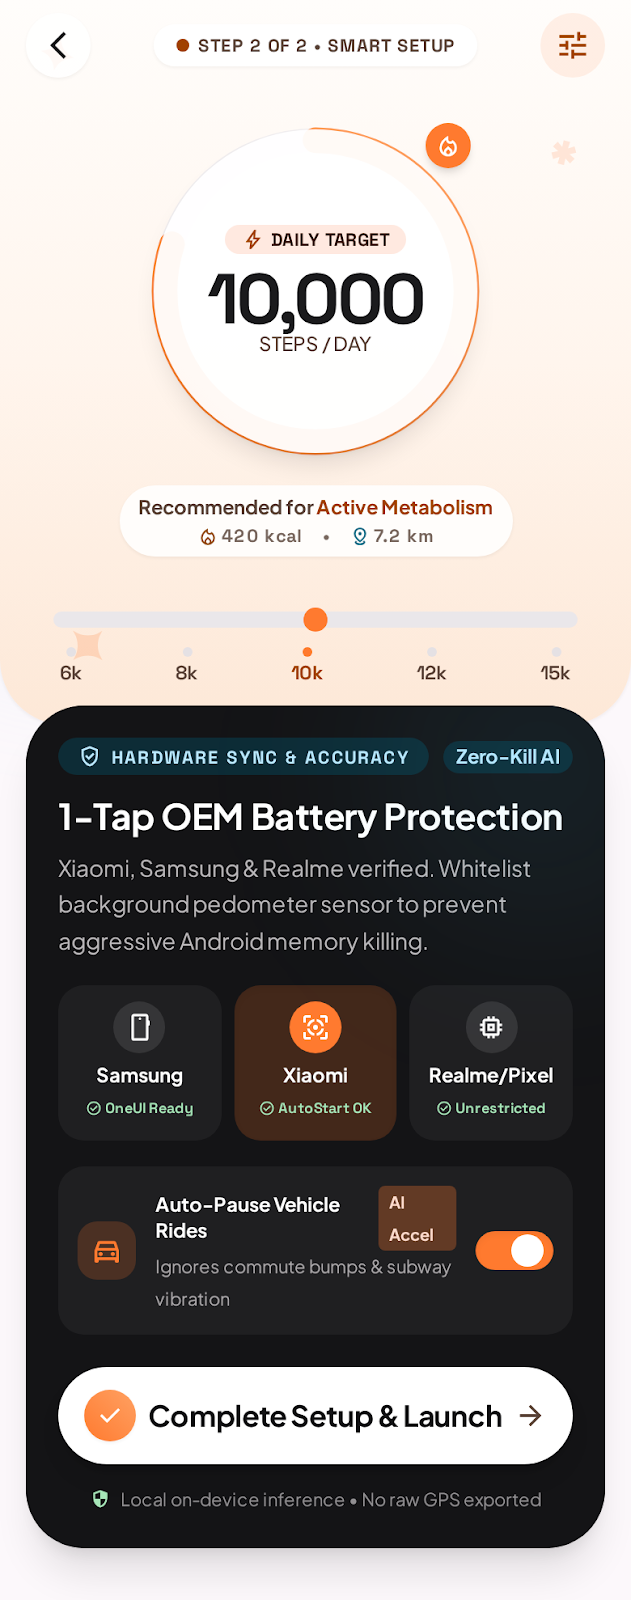 STEP 2 OF 2 • SMART SETUP
DAILY TARGET
10,000
STEPS / DAY
Recommended for Active Metabolism
420 kcal • 7.2 km
6k 8k 10k 12k 15k
HARDWARE SYNC & ACCURACY
Zero-Kill AI
1-Tap OEM Battery Protection
Xiaomi, Samsung & Realme verified. Whitelist
background pedometer sensor to prevent
aggressive Android memory killing.
Samsung
OneUI Ready
Xiaomi
AutoStart OK
Realme/Pixel
Unrestricted
Auto-Pause Vehicle
Rides
AI
Accel
Ignores commute bumps & subway
vibration
Complete Setup & Launch
Local on-device inference • No raw GPS exported